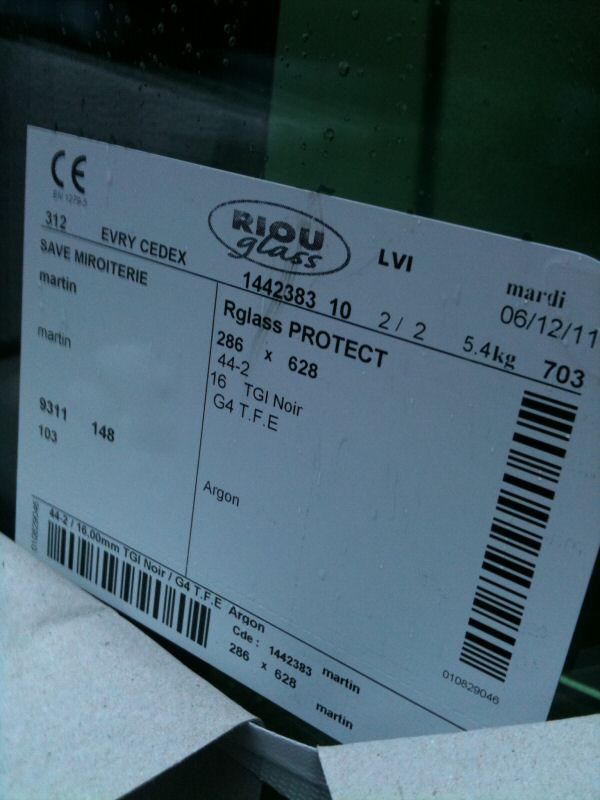 CE
EN 1279-5
RIOU
glass
LVI
mardi
06/12/11
312 EVRY CEDEX
1442383 10 2 / 2 5.4kg 703
SAVE MIROITERIE
martin
martin
9311 148
103
Rglass PROTECT
286 x 628
44-2
16 TGI Noir
G4 T.F.E
Argon
010829046
010829046
44-2 / 16.00mm TGI Noir / G4 T.F.E Argon
Cde : 1442383 martin
286 x 628
martin